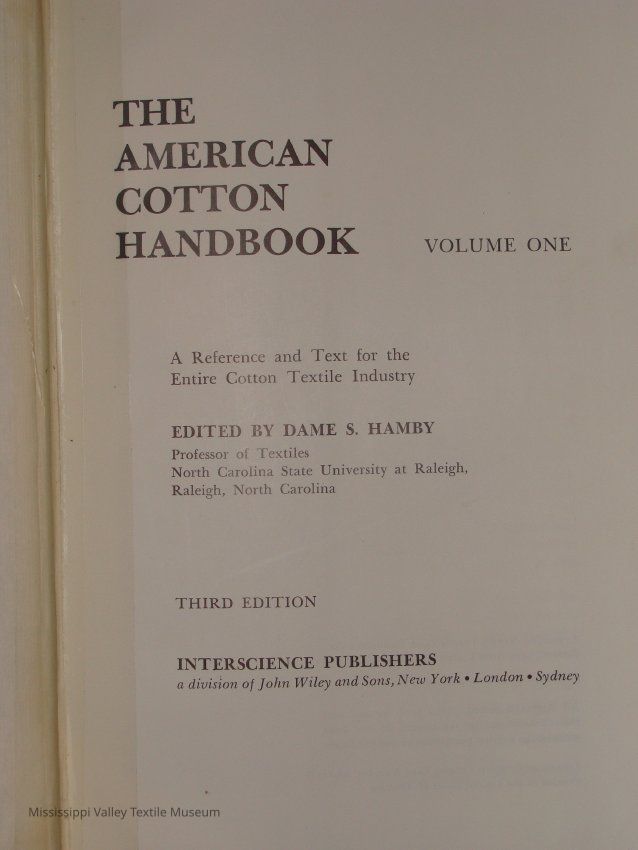 THE
AMERICAN
COTTON
HANDBOOK VOLUME ONE
A Reference and Text for the
Entire Cotton Textile Industry
EDITED BY DAME S. HAMBY
Professor of Textiles
North Carolina State University at Raleigh,
Raleigh, North Carolina
THIRD EDITION
INTERSCIENCE PUBLISHERS
a division of John Wiley and Sons, New York • London • Sydney
Mississippi Valley Textile Museum